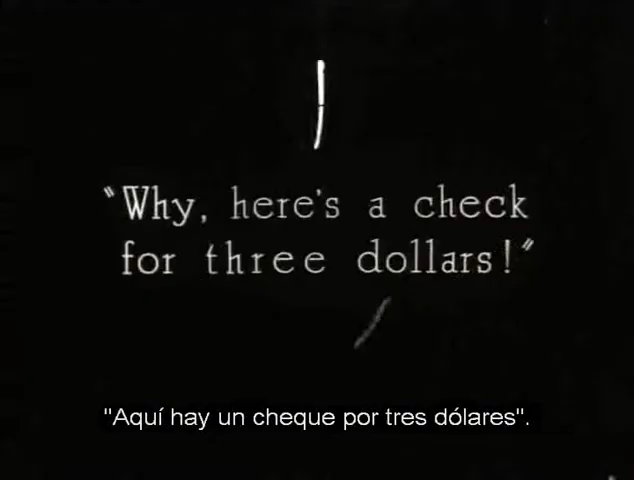 "Why, here's a check
for three dollars!"
"Aquí hay un cheque por tres dólares".